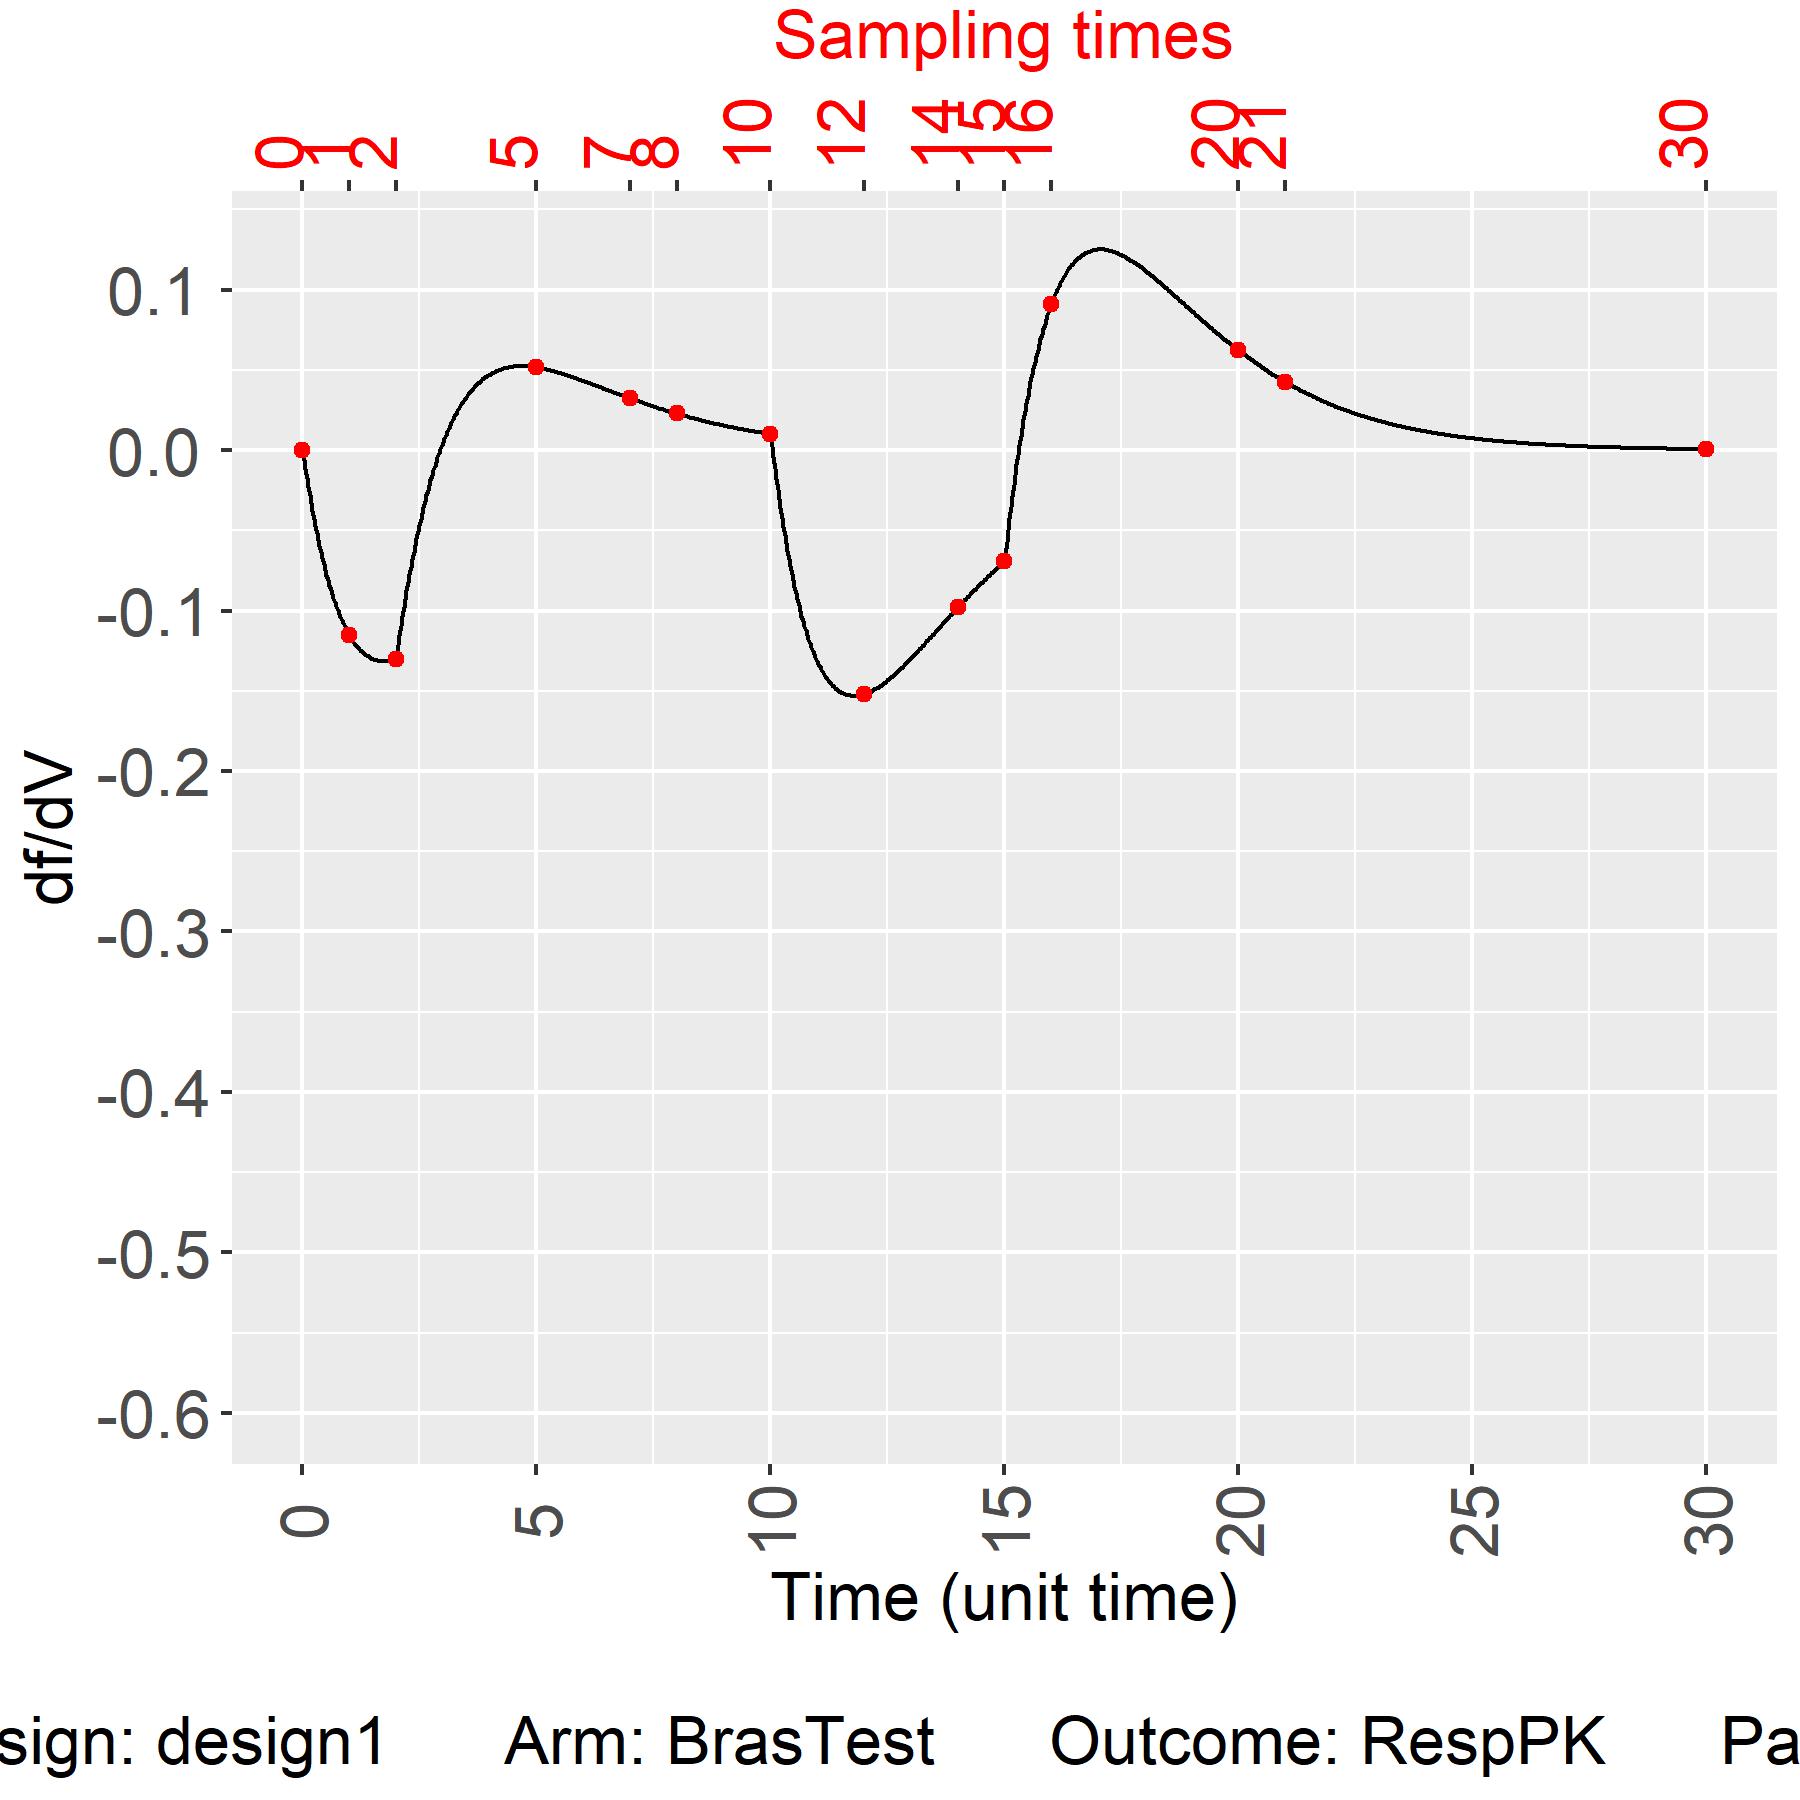 Sampling times
0 1 2 5 7 8 10 12 14 15 16 20 21 30
0.1
0.0
-0.1
-0.2
-0.3
-0.4
-0.5
-0.6
df/dV
0 5 10 15 20 25 30
Time (unit time)
sign: design1 Arm: BrasTest Outcome: RespPK Pa